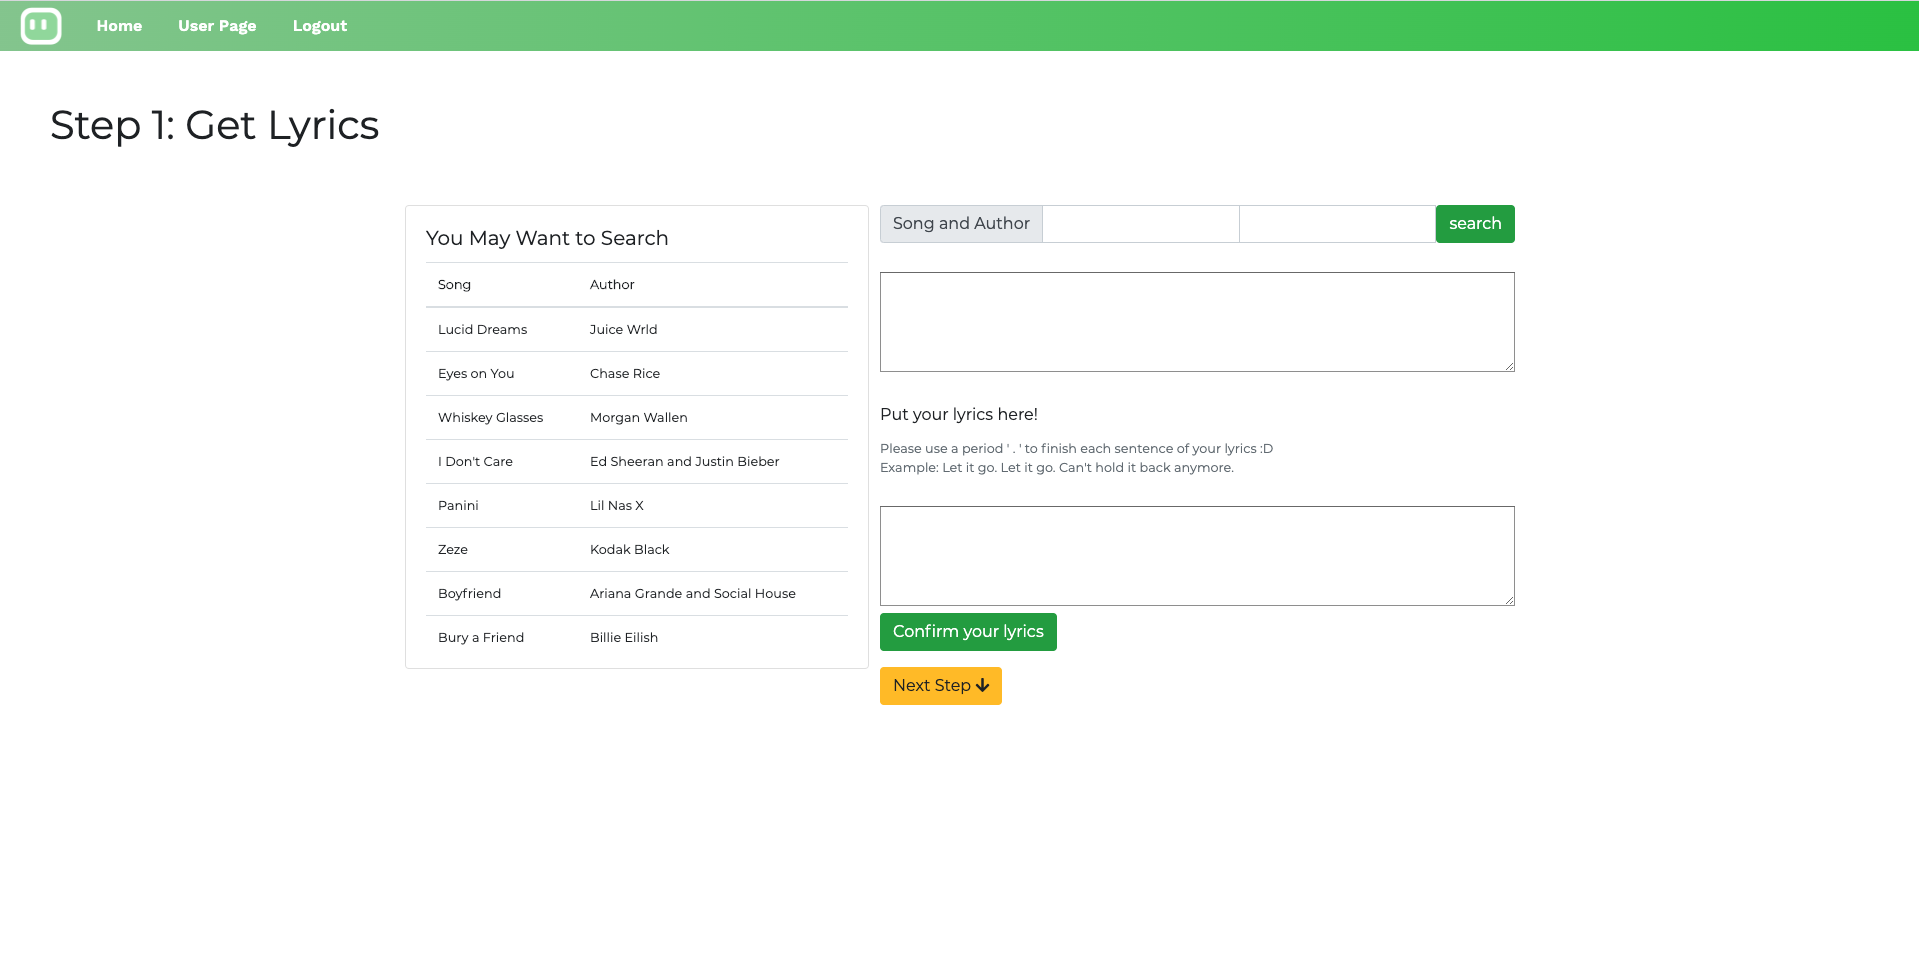 Home User Page Logout
Step 1: Get Lyrics
You May Want to Search
Song Author
Lucid Dreams Juice Wrld
Eyes on You Chase Rice
Whiskey Glasses Morgan Wallen
I Don't Care Ed Sheeran and Justin Bieber
Panini Lil Nas X
Zeze Kodak Black
Boyfriend Ariana Grande and Social House
Bury a Friend Billie Eilish
Song and Author search
Put your lyrics here!
Please use a period ' . ' to finish each sentence of your lyrics :D
Example: Let it go. Let it go. Can't hold it back anymore.
Confirm your lyrics
Next Step